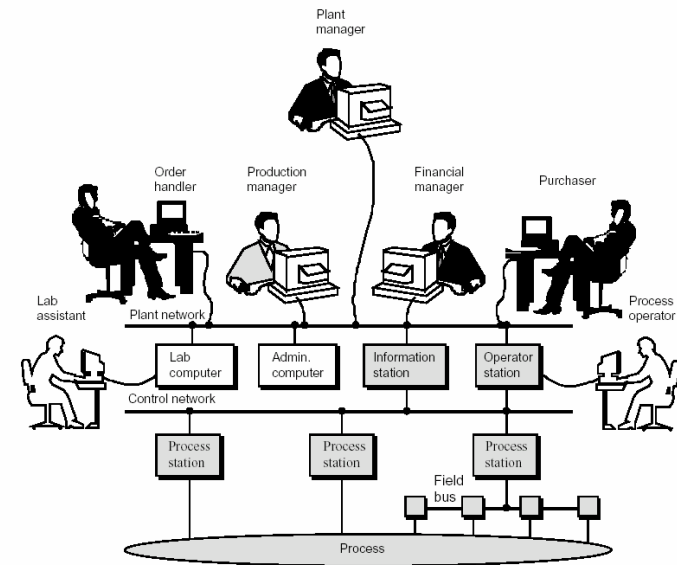 Plant
manager
Order
handler
Production
manager
Financial
manager
Purchaser
Lab
assistant
Plant network
Process
operator
Lab
computer
Admin.
computer
Information
station
Operator
station
Control network
Process
station
Process
station
Process
station
Field
bus
Process